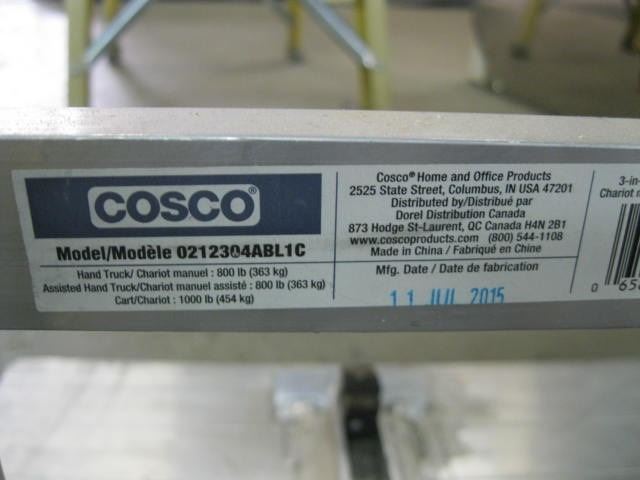 COSCO®
Model/Modèle 0212304ABL1C
Hand Truck/ Chariot manuel : 800 lb (363 kg)
Assisted Hand Truck/Chariot manuel assisté : 800 lb (363 kg)
Cart/Chariot : 1000 lb (454 kg)
Cosco® Home and Office Products
2525 State Street, Columbus, IN USA 47201
Distributed by/Distribué par
Dorel Distribution Canada
873 Hodge St-Laurent, QC Canada H4N 2B1
www.coscoproducts.com (800) 544-1108
Made in China / Fabriqué en Chine
Mfg. Date / Date de fabrication
11 JUL 2015
3-in-
Chariot
0